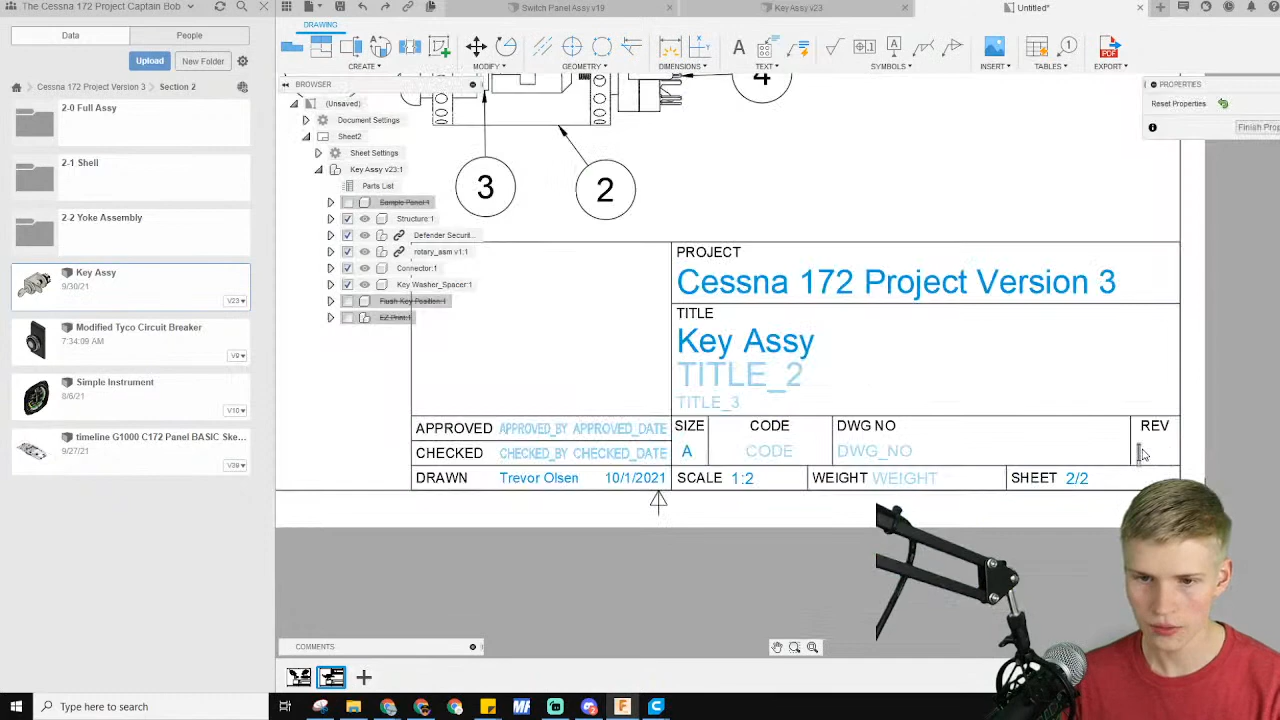 The Cessna 172 Project Captain Bob
Switch Panel Assy v19
Key Assy v23
Untitled*
Data
People
DRAWING
CREATE
MODIFY
GEOMETRY
DIMENSIONS
TEXT
SYMBOLS
INSERT
TABLES
EXPORT
Upload
New Folder
Cessna 172 Project Version 3
Section 2
BROWSER
PROPERTIES
(Unsaved)
Reset Properties
Document Settings
Finish Prop
Sheet2
Sheet Settings
Key Assy v23:1
Parts List
Sample Panel:1
Structure:1
Defender Securit...
rotary_asm v1:1
Connector:1
Key Washer_Spacer:1
Flush Key Position:1
EZ Print:1
4
3
2
2-0 Full Assy
2-1 Shell
2-2 Yoke Assembly
Key Assy
9/30/21
V23
Modified Tyco Circuit Breaker
7:34:09 AM
V9
Simple Instrument
8/6/21
V10
timeline G1000 C172 Panel BASIC Ske...
9/27/21
V39
PROJECT
Cessna 172 Project Version 3
TITLE
Key Assy
TITLE_2
TITLE_3
APPROVED APPROVED_BY APPROVED_DATE
CHECKED CHECKED_BY CHECKED_DATE
DRAWN Trevor Olsen 10/1/2021
SIZE CODE DWG NO REV
A CODE DWG_NO
SCALE 1:2 WEIGHT WEIGHT SHEET 2/2
COMMENTS
Type here to search